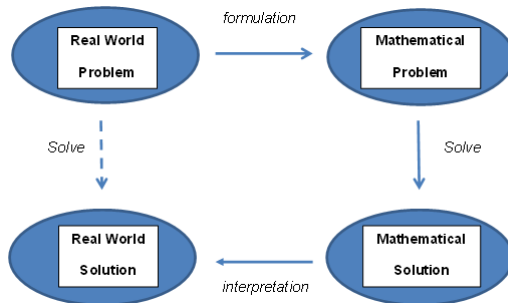 formulation
Real World
Problem
Mathematical
Problem
Solve
Solve
Real World
Solution
Mathematical
Solution
interpretation